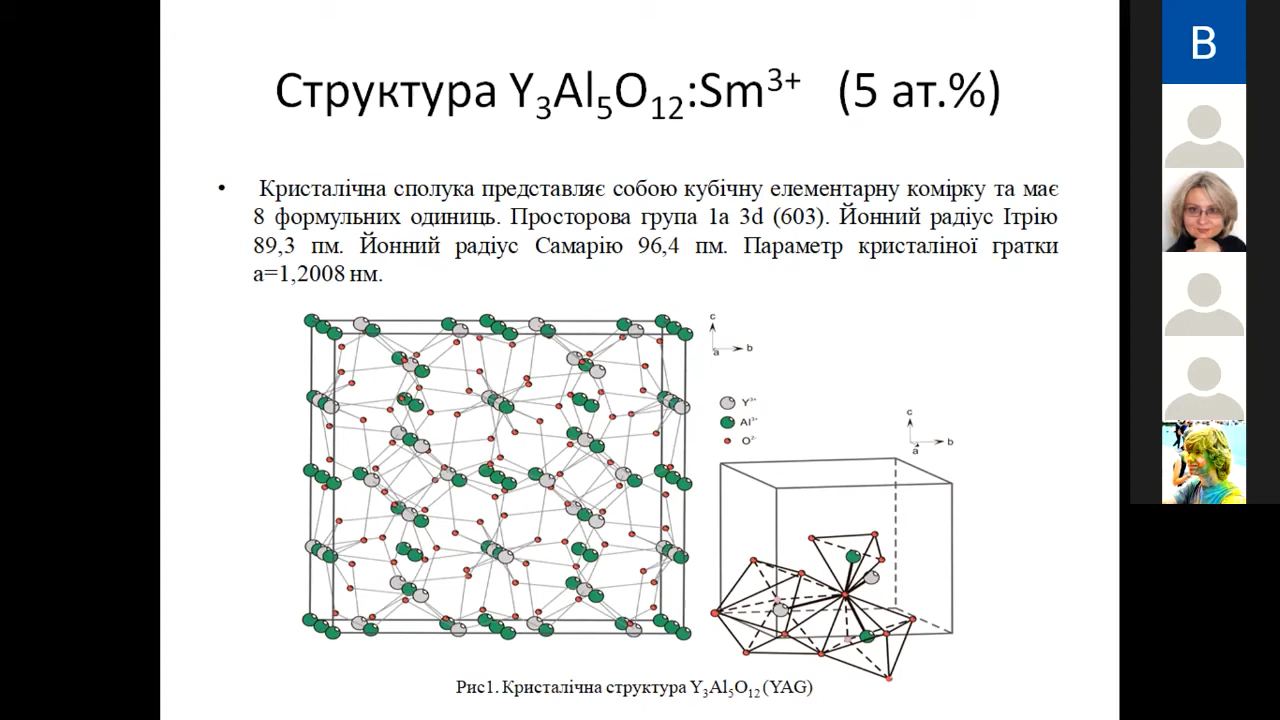 Структура Y₃Al₅O₁₂:Sm³⁺ (5 ат.%)
• Кристалічна сполука представляє собою кубічну елементарну комірку та має
8 формульних одиниць. Просторова група 1a 3d (603). Йонний радіус Ітрію
89,3 пм. Йонний радіус Самарію 96,4 пм. Параметр кристаліної гратки
a=1,2008 нм.
c
a b
Y³⁺
Al³⁺
O²⁻
c
b
a
Рис1. Кристалічна структура Y₃Al₅O₁₂ (YAG)
B